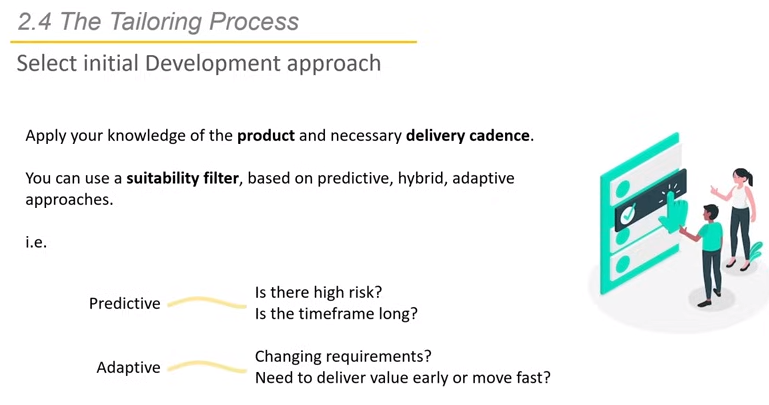 2.4 The Tailoring Process
Select initial Development approach
Apply your knowledge of the product and necessary delivery cadence.
You can use a suitability filter, based on predictive, hybrid, adaptive
approaches.
i.e.
Predictive
Is there high risk?
Is the timeframe long?
Adaptive
Changing requirements?
Need to deliver value early or move fast?